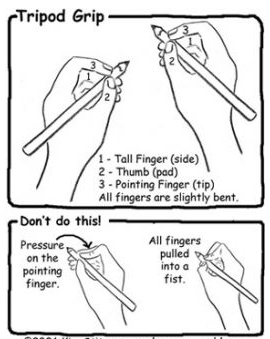 Tripod Grip
3
1
2
3
1
2
1 - Tall Finger (side)
2 - Thumb (pad)
3 - Pointing Finger (tip)
All fingers are slightly bent.
Don't do this!
Pressure
on the
pointing
finger.
All fingers
pulled
into a
fist.